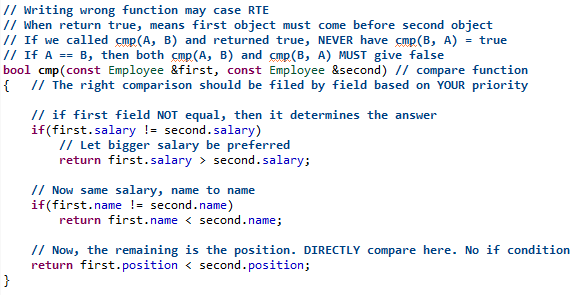 // Writing wrong function may case RTE
// When return true, means first object must come before second object
// If we called cmp(A, B) and returned true, NEVER have cmp(B, A) = true
// If A == B, then both cmp(A, B) and cmp(B, A) MUST give false
bool cmp(const Employee &first, const Employee &second) // compare function
{   // The right comparison should be filed by field based on YOUR priority
    // if first field NOT equal, then it determines the answer
    if(first.salary != second.salary)
        // Let bigger salary be preferred
        return first.salary > second.salary;
    // Now same salary, name to name
    if(first.name != second.name)
        return first.name < second.name;
    // Now, the remaining is the position. DIRECTLY compare here. No if condition
    return first.position < second.position;
}